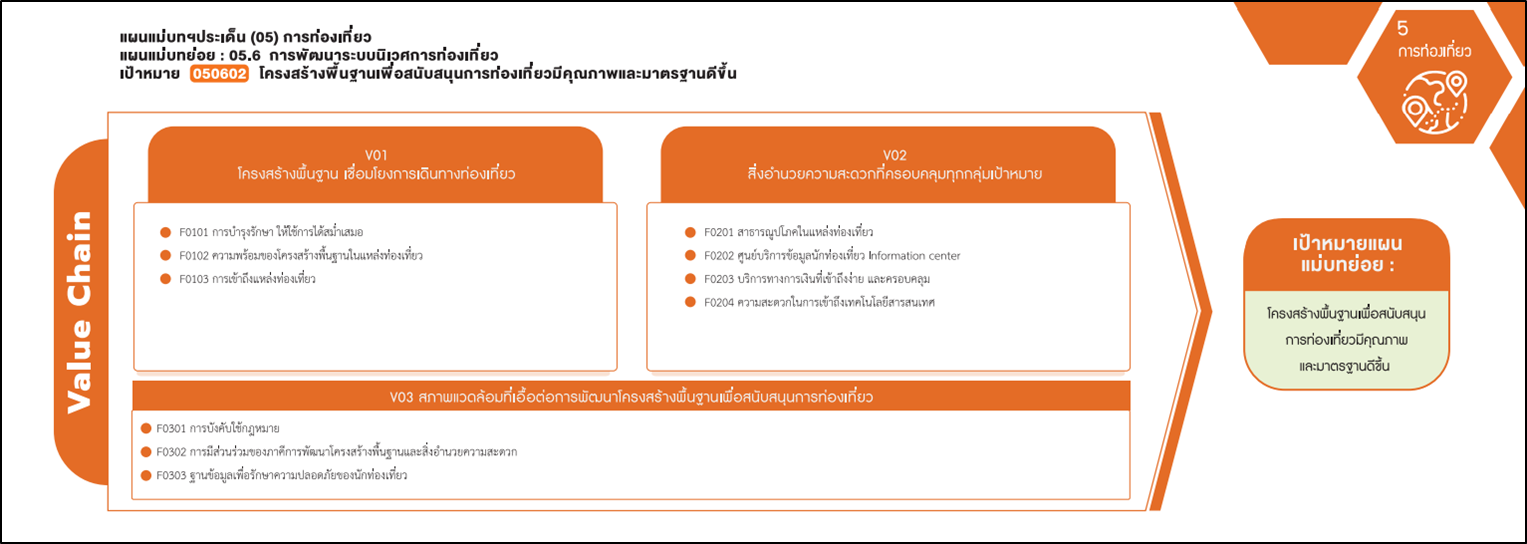 แผนแม่บทฯประเด็น (05) การท่องเที่ยว
แผนแม่บทย่อย : 05.6 การพัฒนาระบบนิเวศการท่องเที่ยว
เป้าหมาย 050602 โครงสร้างพื้นฐานเพื่อสนับสนุนการท่องเที่ยวมีคุณภาพและมาตรฐานดีขึ้น
5
การท่องเที่ยว
Value Chain
V01
โครงสร้างพื้นฐาน เชื่อมโยงการเดินทางท่องเที่ยว
F0101 การบำรุงรักษา ให้ใช้การได้สม่ำเสมอ
F0102 ความพร้อมของโครงสร้างพื้นฐานในแหล่งท่องเที่ยว
F0103 การเข้าถึงแหล่งท่องเที่ยว
V02
สิ่งอำนวยความสะดวกที่ครอบคลุมทุกกลุ่มเป้าหมาย
F0201 สาธารณูปโภคในแหล่งท่องเที่ยว
F0202 ศูนย์บริการข้อมูลนักท่องเที่ยว Information center
F0203 บริการทางการเงินที่เข้าถึงง่าย และครอบคลุม
F0204 ความสะดวกในการเข้าถึงเทคโนโลยีสารสนเทศ
V03 สภาพแวดล้อมที่เอื้อต่อการพัฒนาโครงสร้างพื้นฐานเพื่อสนับสนุนการท่องเที่ยว
F0301 การบังคับใช้กฎหมาย
F0302 การมีส่วนร่วมของภาคีการพัฒนาโครงสร้างพื้นฐานและสิ่งอำนวยความสะดวก
F0303 ฐานข้อมูลเพื่อรักษาความปลอดภัยของนักท่องเที่ยว
เป้าหมายแผน
แม่บทย่อย :
โครงสร้างพื้นฐานเพื่อสนับสนุน
การท่องเที่ยวมีคุณภาพ
และมาตรฐานดีขึ้น